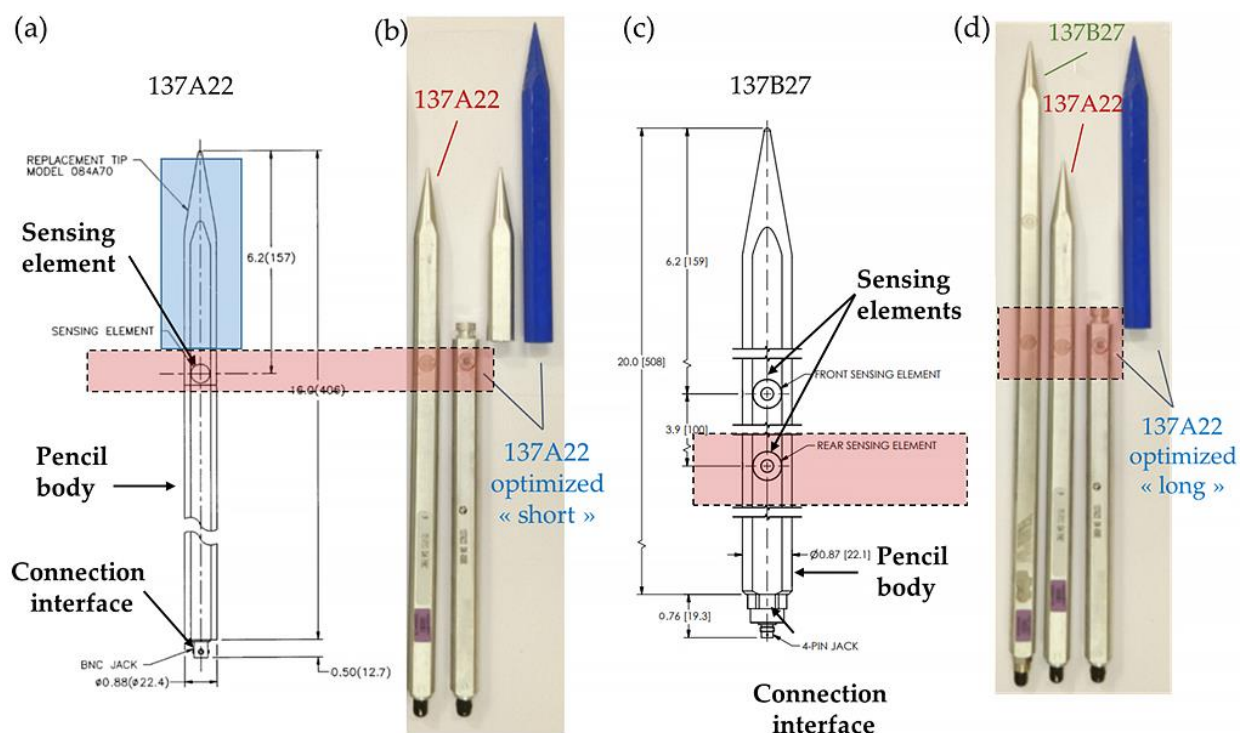 (a)
137A22
REPLACEMENT TIP
MODEL 084A70
Sensing
element
6.2(157)
SENSING ELEMENT
16.0(406)
Pencil
body
Connection
interface
BNC JACK
ø0.88(ø22.4)
0.50(12.7)
(b)
137A22
137A22
optimized
« short »
(c)
137B27
6.2 [159]
Sensing
elements
20.0 [508]
FRONT SENSING ELEMENT
3.9 [100]
REAR SENSING ELEMENT
Ø0.87 [22.1]
Pencil
body
0.76 [19.3]
4-PIN JACK
Connection
interface
(d)
137B27
137A22
137A22
optimized
« long »